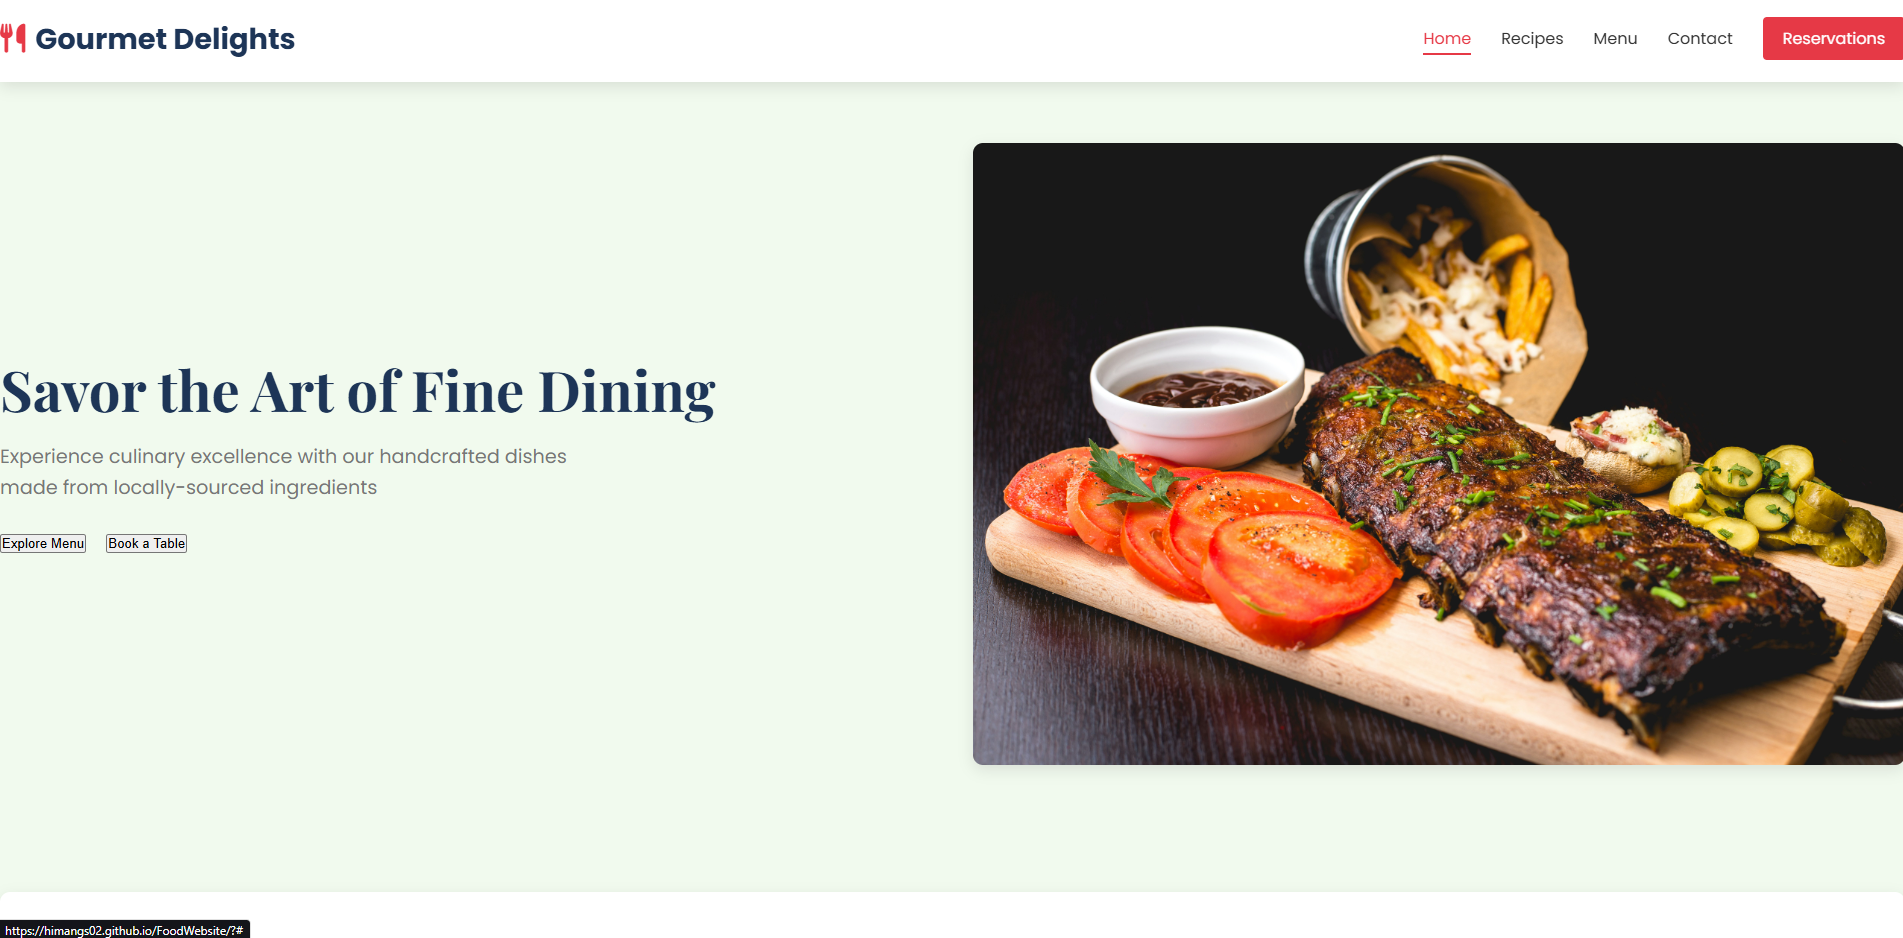 Gourmet Delights
Home
Recipes
Menu
Contact
Reservations
Savor the Art of Fine Dining
Experience culinary excellence with our handcrafted dishes
made from locally-sourced ingredients
Explore Menu
Book a Table
https://himangs02.github.io/FoodWebsite/?#